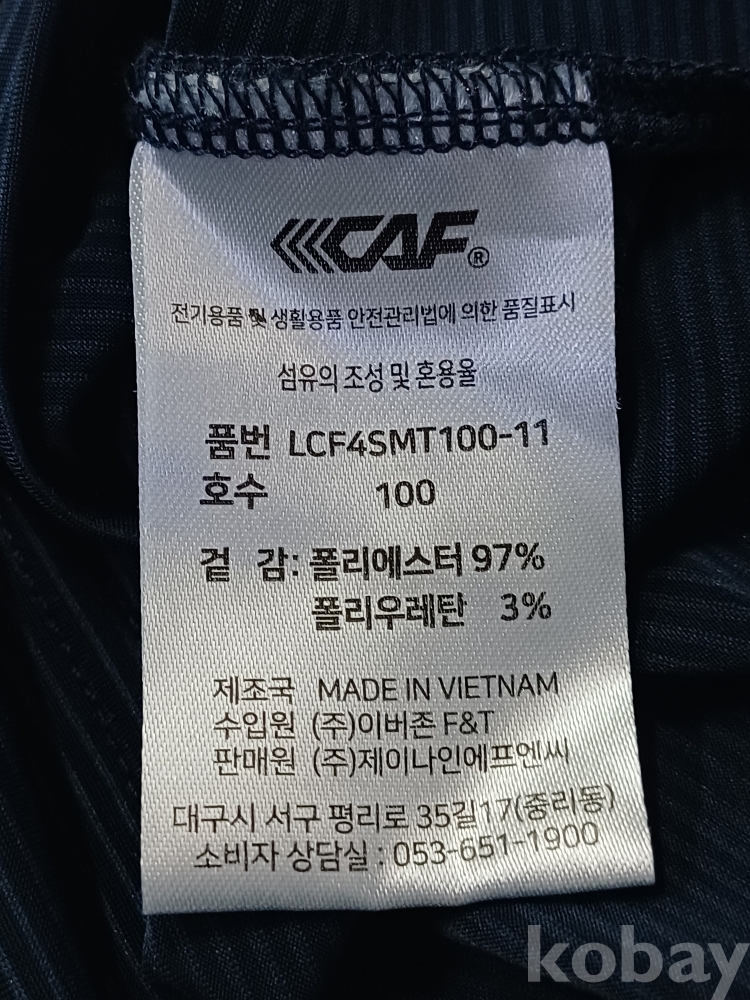 CAF®
전기용품 및 생활용품 안전관리법에 의한 품질표시
섬유의 조성 및 혼용율
품번 LCF4SMT100-11
호수 100
겉 감: 폴리에스터 97%
폴리우레탄 3%
제조국 MADE IN VIETNAM
수입원 (주)이버존 F&T
판매원 (주)제이나인에프엔씨
대구시 서구 평리로 35길17(중리동)
소비자 상담실 : 053-651-1900
kobay